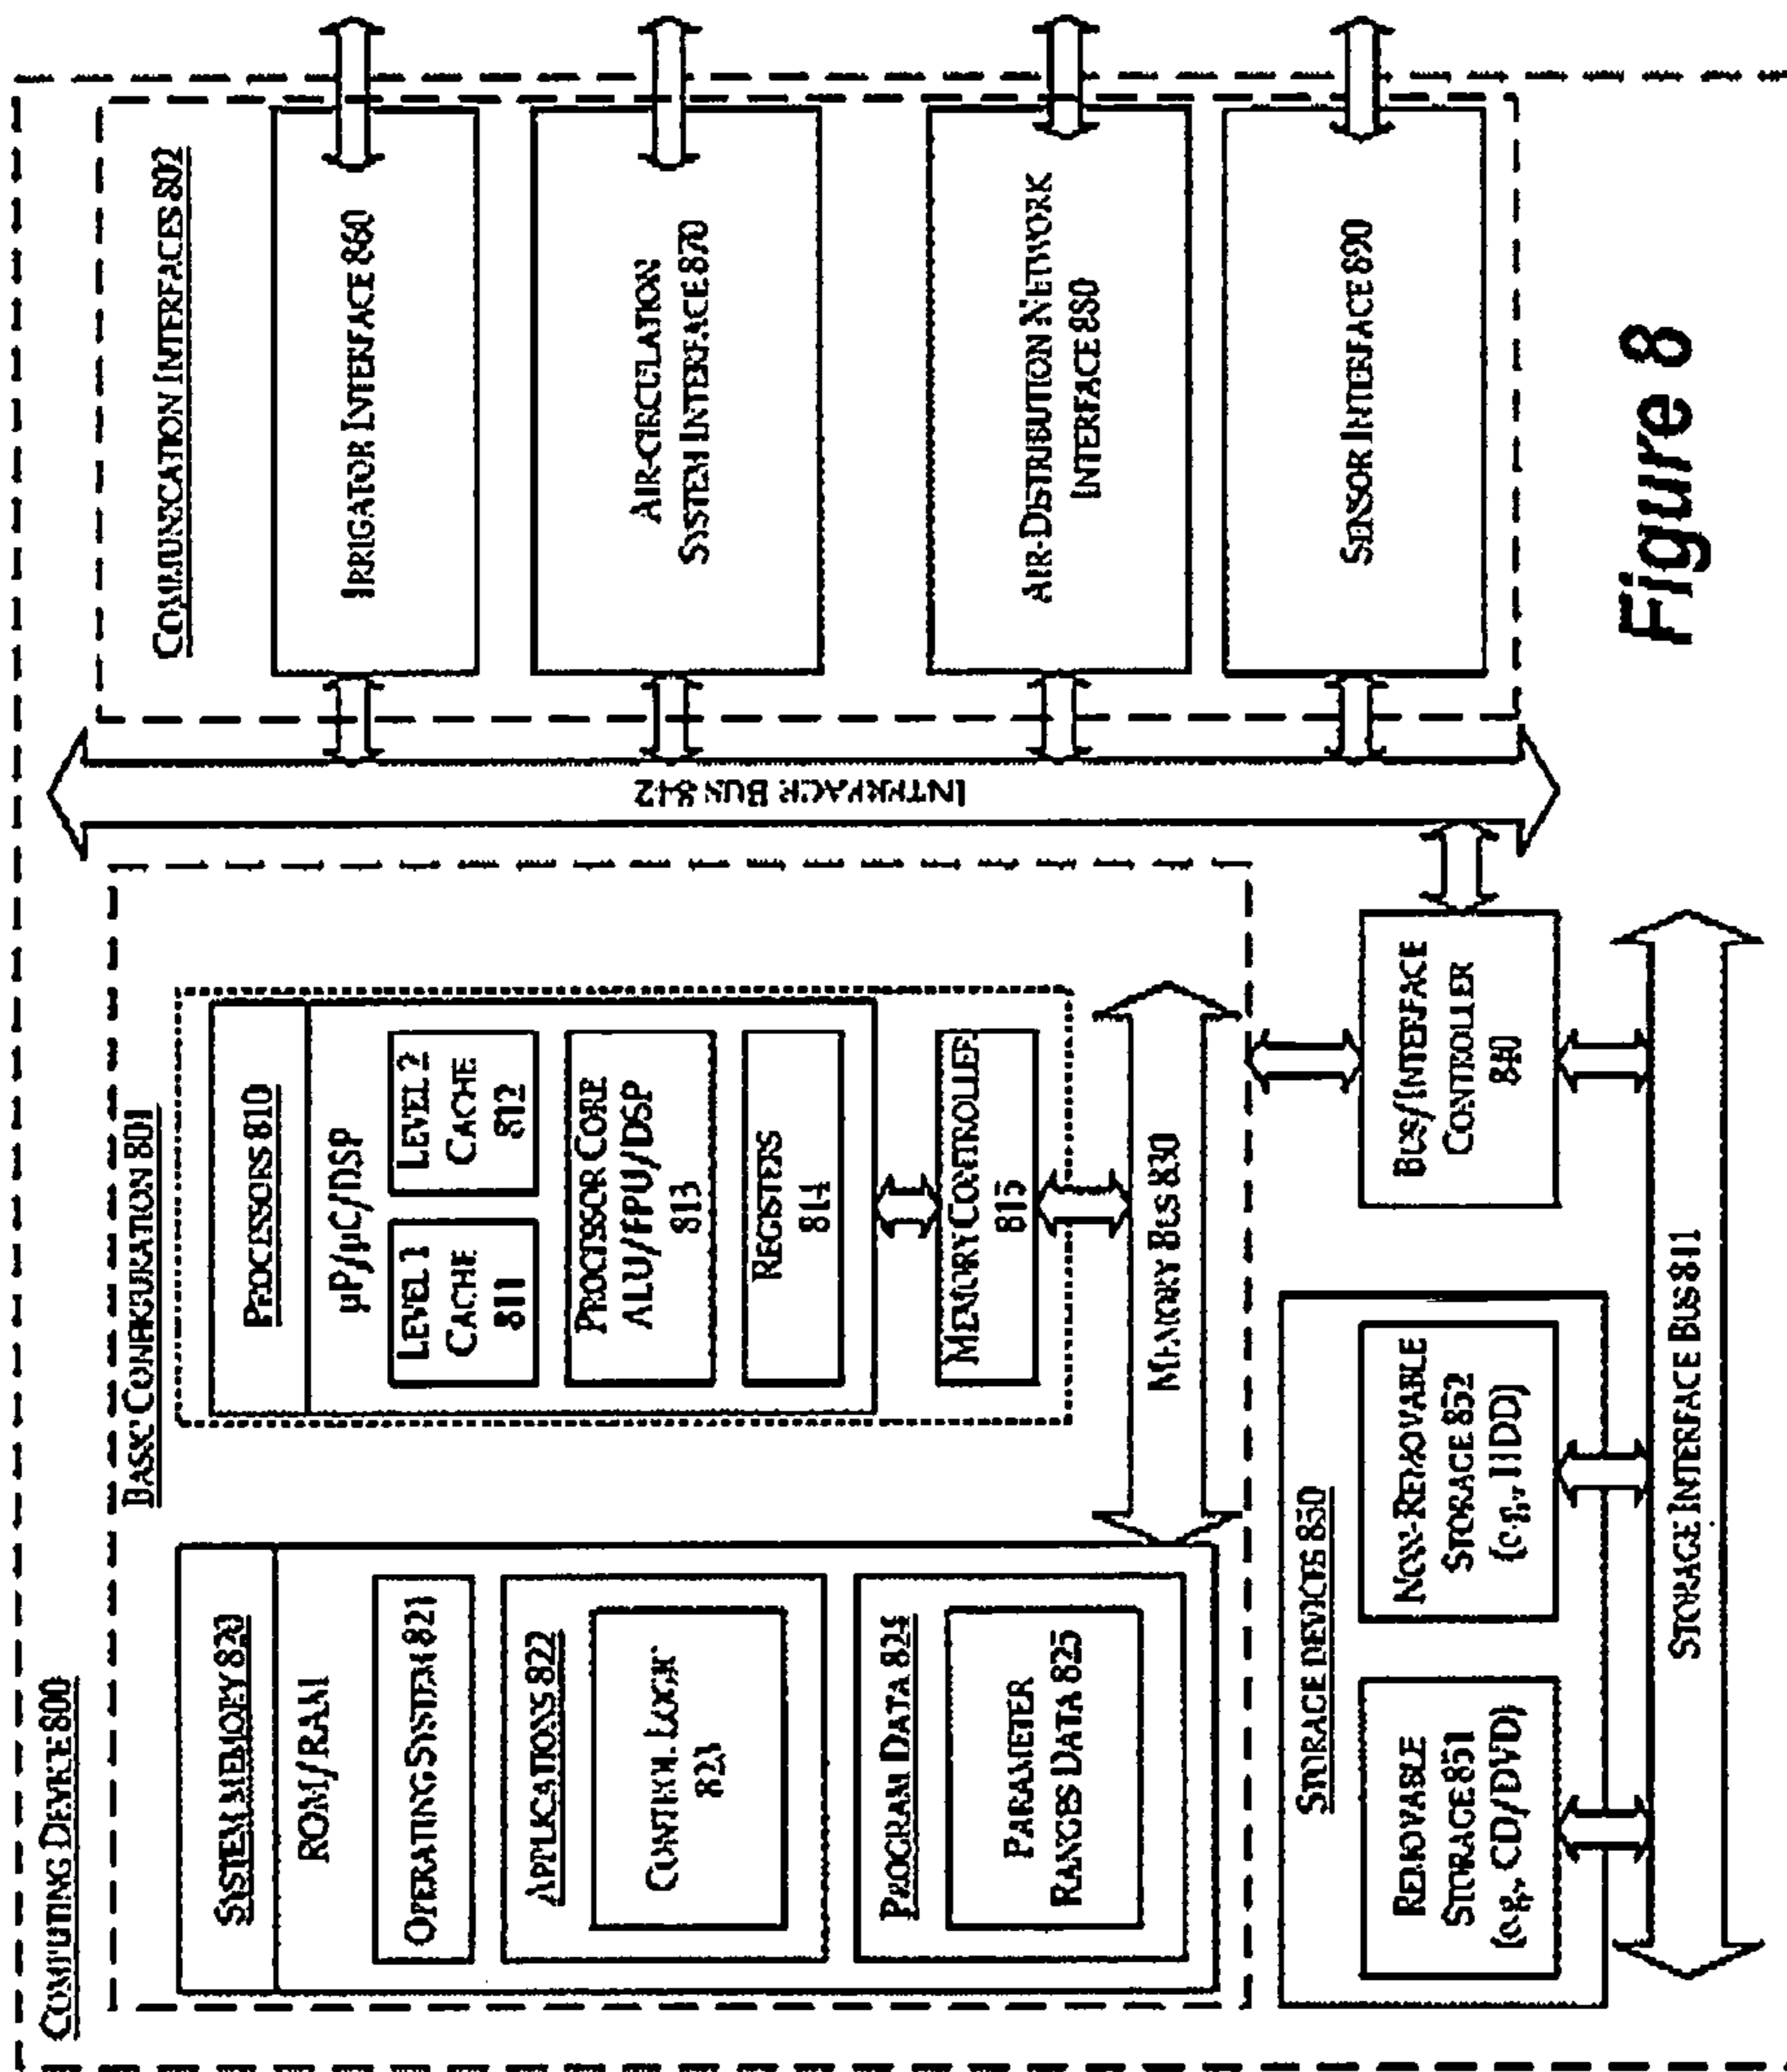 COMPUTING DEVICE 800
BASIC CONFIGURATION 801
SYSTEM MEMORY 820
ROM/RAM
OPERATING SYSTEM 821
APPLICATIONS 822
CONTROL LOGIC
823
PROGRAM DATA 824
PARAMETER
RANGES DATA 825
PROCESSORS 810
µP/µC/DSP
LEVEL 1
CACHE
811
LEVEL 2
CACHE
812
PROCESSOR CORE
ALU/FPU/DSP
813
REGISTERS
814
MEMORY CONTROLLER
815
MEMORY BUS 830
STORAGE DEVICES 850
REMOVABLE
STORAGE 851
(e.g., CD/DVD)
NON-REMOVABLE
STORAGE 852
(e.g., HDD)
BUS/INTERFACE
CONTROLLER
840
STORAGE INTERFACE BUS 841
INTERFACE BUS 842
COMMUNICATION INTERFACES 802
IRRIGATOR INTERFACE 860
AIR-CIRCULATION
SYSTEM INTERFACE 870
AIR-DISTRIBUTION NETWORK
INTERFACE 880
SENSOR INTERFACE 890
Figure 8